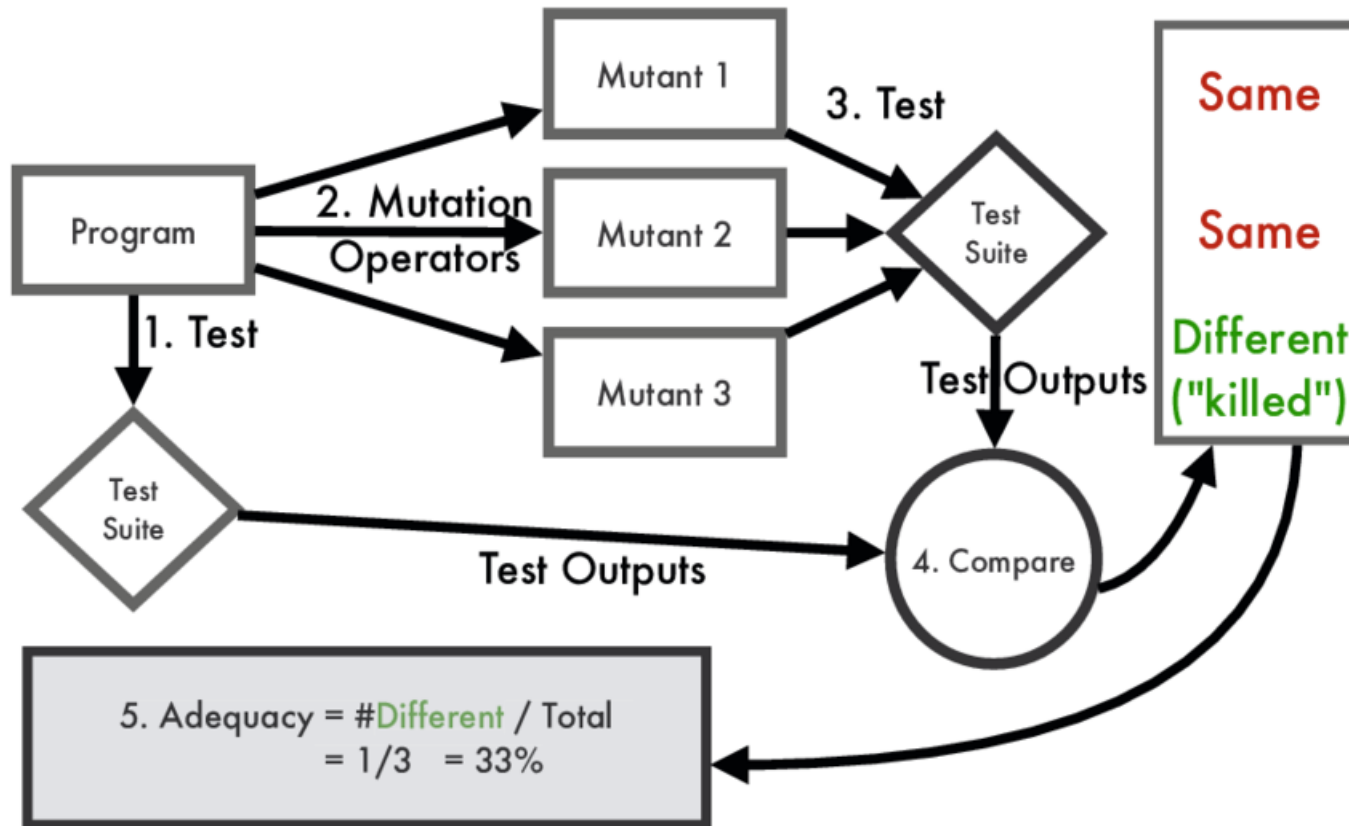 Program
1. Test
Test
Suite
2. Mutation
Operators
Mutant 1
Mutant 2
Mutant 3
3. Test
Test
Suite
Test Outputs
Test Outputs
4. Compare
Same
Same
Different
("killed")
5. Adequacy = #Different / Total
= 1/3 = 33%